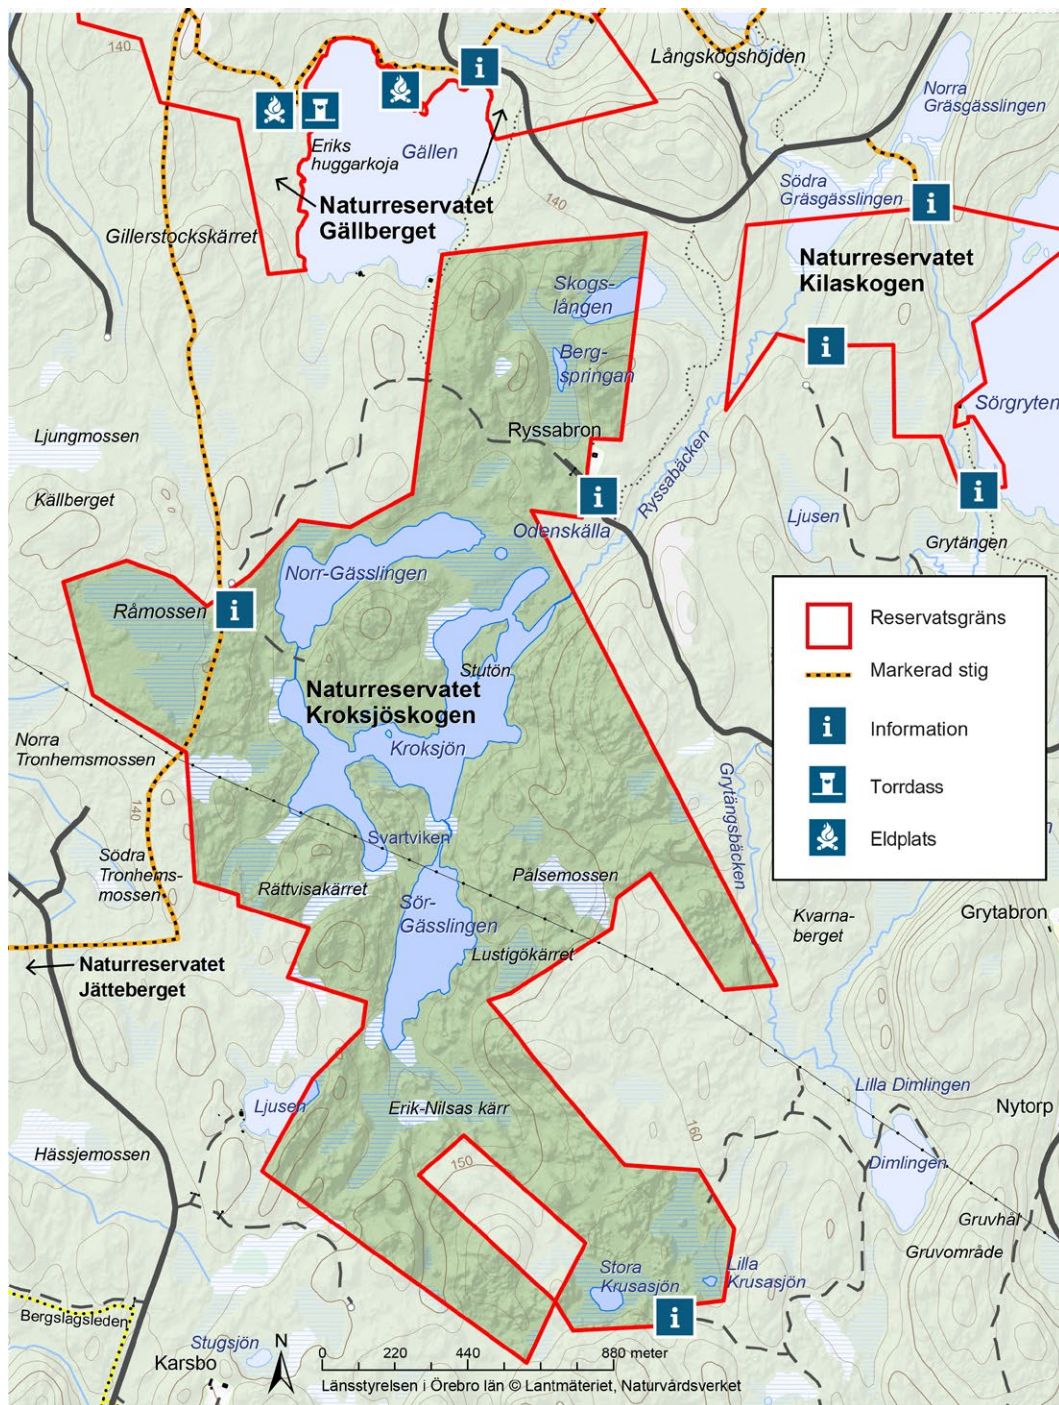 140
Långskogshöjden
Norra
Gräsgässlingen
Eriks
huggarkoja
Gällen
Södra
Gräsgässlingen
140
Naturreservatet
Gällberget
Gillerstockskärret
Naturreservatet
Kilaskogen
Skogs-
lången
Berg-
springan
Sörgryten
Ljungmossen
Ryssabron
Ryssabäcken
Källberget
Odenskälla
Ljusen
Grytängen
Norr-Gässlingen
Råmossen
Reservatsgräns
Stutön
Markerad stig
Naturreservatet
Kroksjöskogen
Information
Norra
Tronhemsmossen
Kroksjön
Grytängsbäcken
Torrdass
140
Svartviken
Eldplats
Södra
Tronhems-
mossen
Rättvisakärret
Pålsemossen
Sör-
Gässlingen
Kvarna-
berget
Grytabron
Lustigökärret
Naturreservatet
Jätteberget
Lilla Dimlingen
Ljusen
Erik-Nilsas kärr
Nytorp
160
Hässjemossen
150
Dimlingen
Gruvhål
Gruvområde
Stora
Krusasjön
Lilla
Krusasjön
Bergslagsleden
Stugsjön
N
Karsbo
0 220 440 880 meter
Länsstyrelsen i Örebro län © Lantmäteriet, Naturvårdsverket